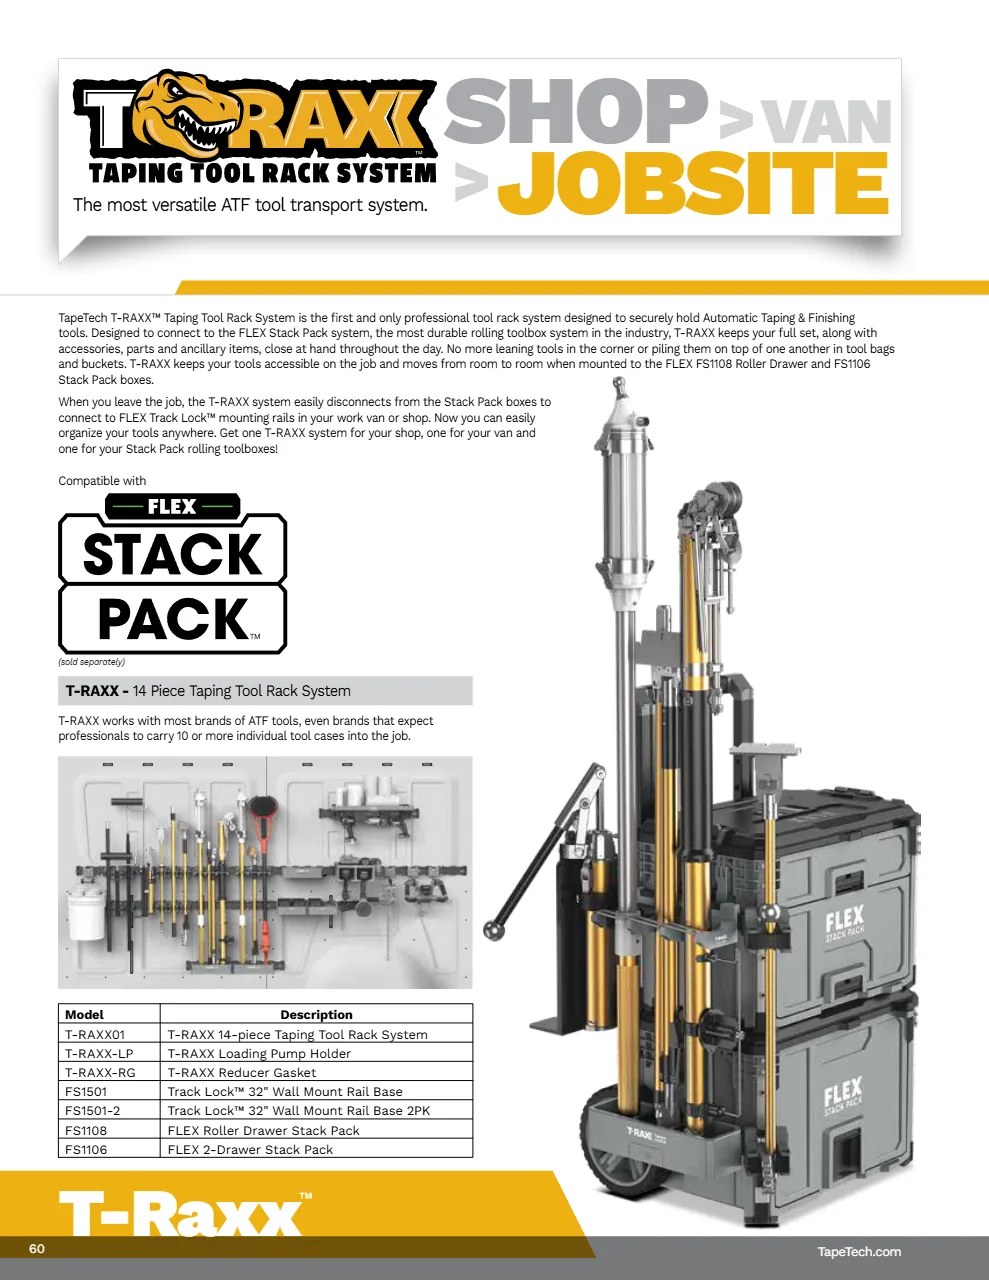 T-RAXX™
TAPING TOOL RACK SYSTEM
The most versatile ATF tool transport system.
SHOP > VAN
> JOBSITE
TapeTech T-RAXX™ Taping Tool Rack System is the first and only professional tool rack system designed to securely hold Automatic Taping & Finishing
tools. Designed to connect to the FLEX Stack Pack system, the most durable rolling toolbox system in the industry, T-RAXX keeps your full set, along with
accessories, parts and ancillary items, close at hand throughout the day. No more leaning tools in the corner or piling them on top of one another in tool bags
and buckets. T-RAXX keeps your tools accessible on the job and moves from room to room when mounted to the FLEX FS1108 Roller Drawer and FS1106
Stack Pack boxes.
When you leave the job, the T-RAXX system easily disconnects from the Stack Pack boxes to
connect to FLEX Track Lock™ mounting rails in your work van or shop. Now you can easily
organize your tools anywhere. Get one T-RAXX system for your shop, one for your van and
one for your Stack Pack rolling toolboxes!
Compatible with
FLEX
STACK
PACK™
(sold separately)
T-RAXX - 14 Piece Taping Tool Rack System
T-RAXX works with most brands of ATF tools, even brands that expect
professionals to carry 10 or more individual tool cases into the job.
Model Description
T-RAXX01 T-RAXX 14-piece Taping Tool Rack System
T-RAXX-LP T-RAXX Loading Pump Holder
T-RAXX-RG T-RAXX Reducer Gasket
FS1501 Track Lock™ 32" Wall Mount Rail Base
FS1501-2 Track Lock™ 32" Wall Mount Rail Base 2PK
FS1108 FLEX Roller Drawer Stack Pack
FS1106 FLEX 2-Drawer Stack Pack
FLEX
STACK PACK
FLEX
STACK PACK
T-RAXX
T-Raxx™
60
TapeTech.com